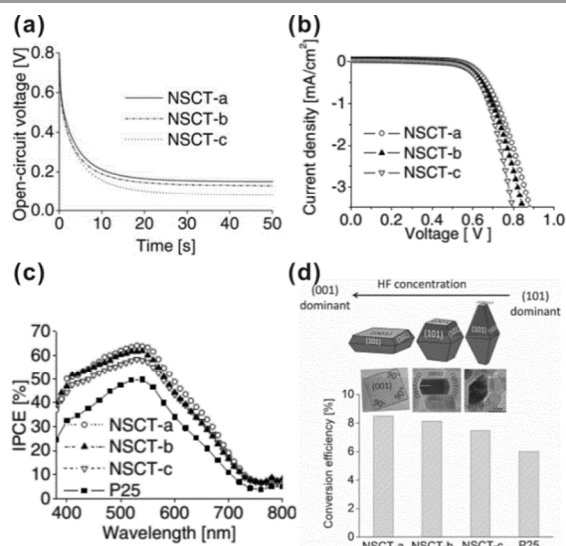 (a)
Open-circuit voltage [V]
0.8
0.6
0.4
0.2
0.0
NSCT-a
NSCT-b
NSCT-c
0 10 20 30 40 50
Time [s]
(b)
Current density [mA/cm²]
0
-1
-2
-3
NSCT-a
NSCT-b
NSCT-c
0.0 0.2 0.4 0.6 0.8 1.0
Voltage [ V ]
(c)
IPCE [%]
70
60
50
40
30
20
10
0
NSCT-a
NSCT-b
NSCT-c
P25
400 500 600 700 800
Wavelength [nm]
(d)
HF concentration
(001)
dominant
(101)
dominant
(101)
(101)
(001)
Conversion efficiency [%]
10
8
6
4
2
0
NSCT-a NSCT-b NSCT-c P25